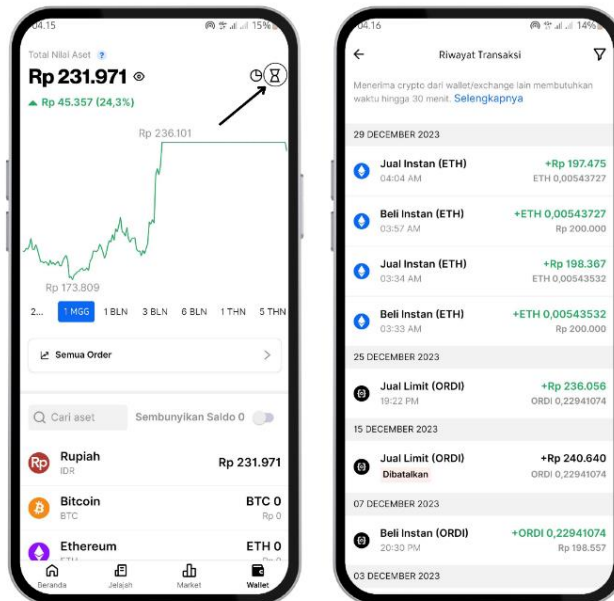 04.15
15%
Total Nilai Aset ?
Rp 231.971
Rp 45.357 (24,3%)
Rp 236.101
Rp 173.809
2... 1 MGG 1 BLN 3 BLN 6 BLN 1 THN 5 THN
Semua Order
Cari aset Sembunyikan Saldo 0
Rp Rupiah Rp 231.971
IDR
Bitcoin BTC 0
BTC Rp 0
Ethereum ETH 0
ETH Rp 0
Beranda Jelajah Market Wallet
04.16
14%
Riwayat Transaksi
Menerima crypto dari wallet/exchange lain membutuhkan
waktu hingga 30 menit. Selengkapnya
29 DECEMBER 2023
Jual Instan (ETH) +Rp 197.475
04:04 AM ETH 0,00543727
Beli Instan (ETH) +ETH 0,00543727
03:57 AM Rp 200.000
Jual Instan (ETH) +Rp 198.367
03:34 AM ETH 0,00543532
Beli Instan (ETH) +ETH 0,00543532
03:33 AM Rp 200.000
25 DECEMBER 2023
Jual Limit (ORDI) +Rp 236.056
19:22 PM ORDI 0,22941074
15 DECEMBER 2023
Jual Limit (ORDI) +Rp 240.640
Dibatalkan ORDI 0,22941074
07 DECEMBER 2023
Beli Instan (ORDI) +ORDI 0,22941074
20:30 PM Rp 198.557
03 DECEMBER 2023